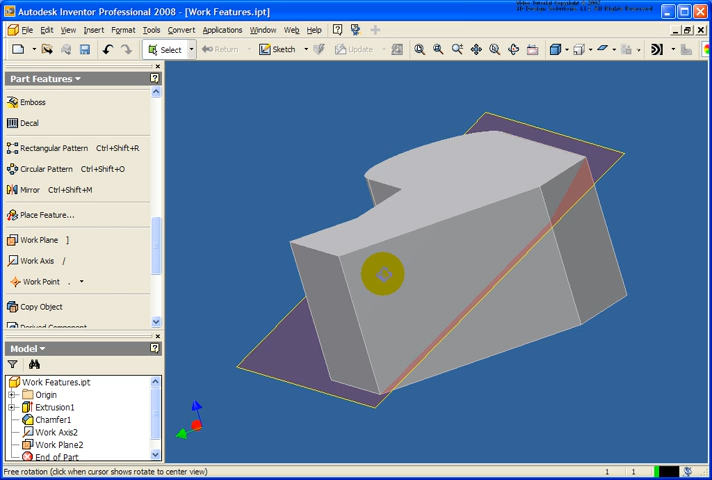 Autodesk Inventor Professional 2008 - [Work Features.ipt]
File Edit View Insert Format Tools Convert Applications Window Web Help
Select Return Sketch Update
Part Features
Emboss
Decal
Rectangular Pattern Ctrl+Shift+R
Circular Pattern Ctrl+Shift+O
Mirror Ctrl+Shift+M
Place Feature...
Work Plane ]
Work Axis /
Work Point .
Copy Object
Derived Component
Model
Work Features.ipt
Origin
Extrusion1
Chamfer1
Work Axis2
Work Plane2
End of Part
Free rotation (click when cursor shows rotate to center view) 1 1